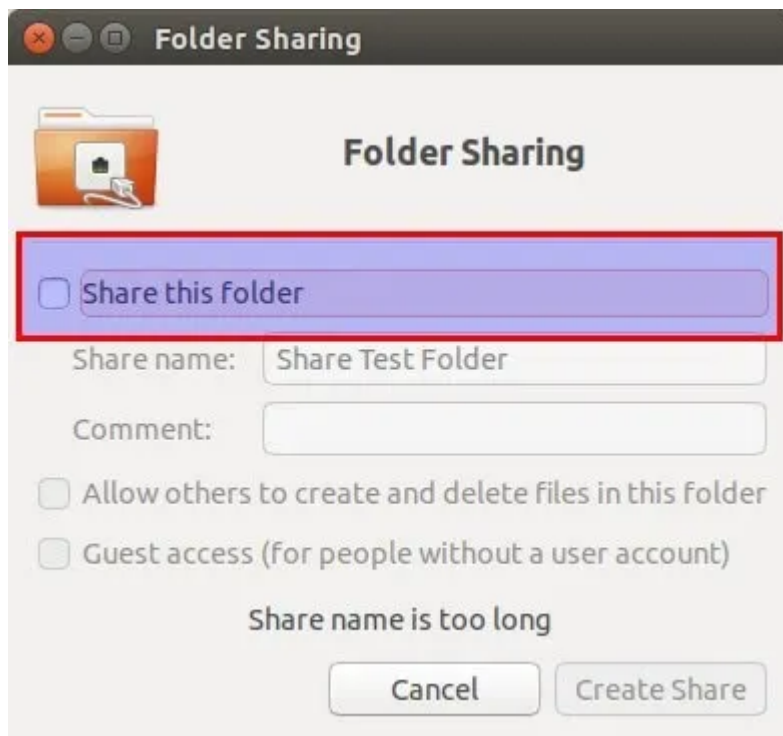 Folder Sharing
Folder Sharing
Share this folder
Share name: Share Test Folder
Comment:
Allow others to create and delete files in this folder
Guest access (for people without a user account)
Share name is too long
Cancel Create Share